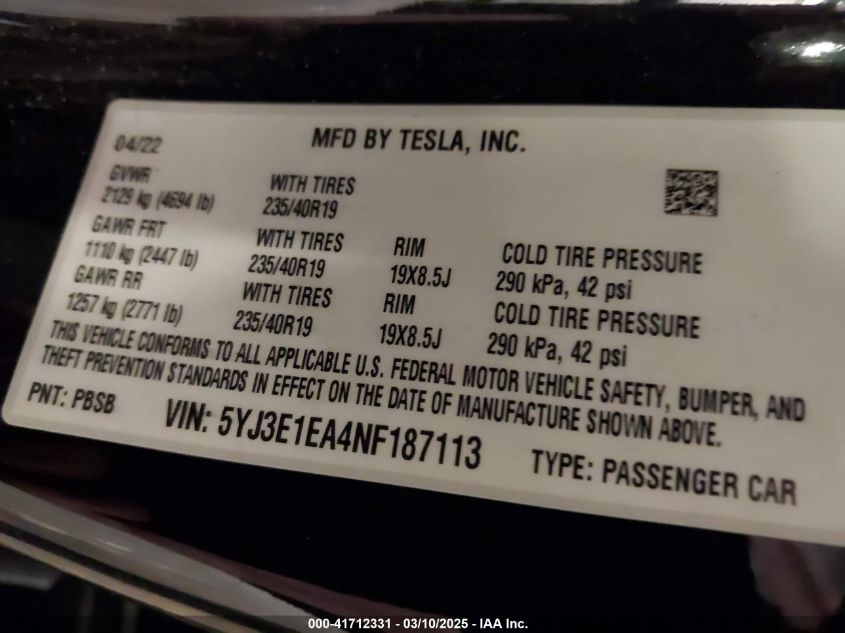 04/22 MFD BY TESLA, INC.
GVWR
2129 kg (4694 lb) WITH TIRES
235/40R19
GAWR FRT
1110 kg (2447 lb) WITH TIRES
235/40R19 RIM
19X8.5J COLD TIRE PRESSURE
290 kPa, 42 psi
GAWR RR
1257 kg (2771 lb) WITH TIRES
235/40R19 RIM
19X8.5J COLD TIRE PRESSURE
290 kPa, 42 psi
THIS VEHICLE CONFORMS TO ALL APPLICABLE U.S. FEDERAL MOTOR VEHICLE SAFETY, BUMPER, AND
THEFT PREVENTION STANDARDS IN EFFECT ON THE DATE OF MANUFACTURE SHOWN ABOVE.
PNT: PBSB VIN: 5YJ3E1EA4NF187113 TYPE: PASSENGER CAR
000-41712331 - 03/10/2025 - IAA Inc.